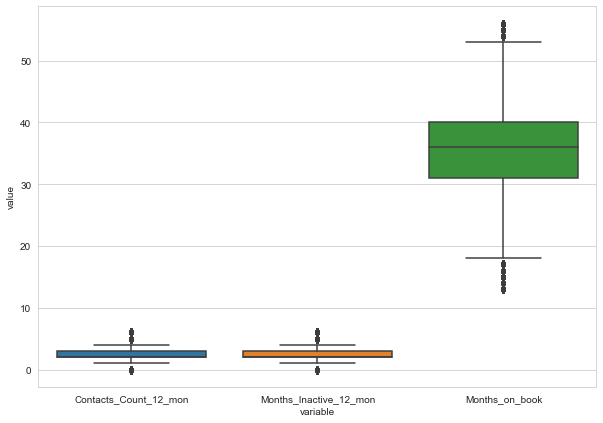 50
40
30
20
10
0
value
Contacts_Count_12_mon
Months_Inactive_12_mon
Months_on_book
variable